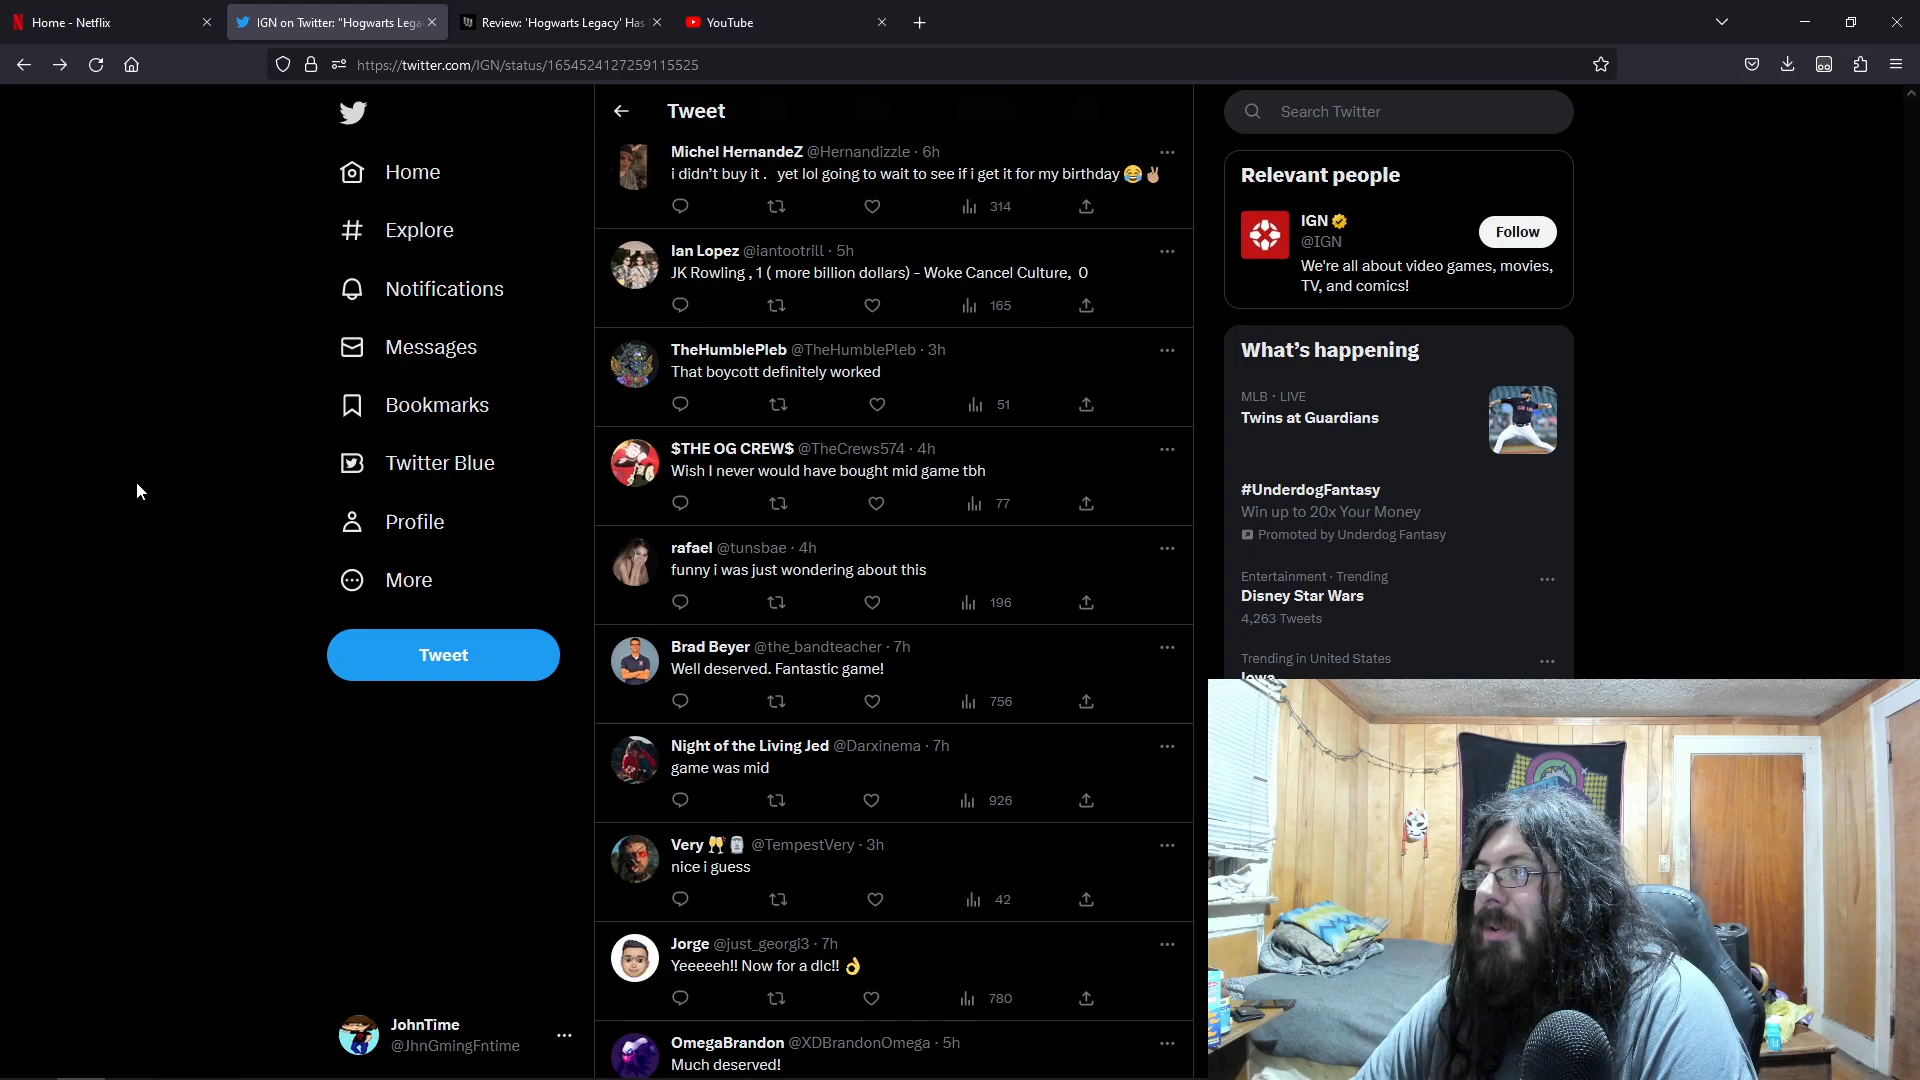 Home - Netflix
IGN on Twitter: "Hogwarts Lega
Review: 'Hogwarts Legacy' Has
YouTube
https://twitter.com/IGN/status/1654524127259115525
Home
Explore
Notifications
Messages
Bookmarks
Twitter Blue
Profile
More
Tweet
JohnTime
@JhnGmingFntime
Tweet
Michel HernandeZ @Hernandizzle · 6h
i didn't buy it . yet lol going to wait to see if i get it for my birthday 😂✌🏼
314
Ian Lopez @iantootrill · 5h
JK Rowling , 1 ( more billion dollars) - Woke Cancel Culture, 0
165
TheHumblePleb @TheHumblePleb · 3h
That boycott definitely worked
51
$THE OG CREW$ @TheCrews574 · 4h
Wish I never would have bought mid game tbh
77
rafael @tunsbae · 4h
funny i was just wondering about this
196
Brad Beyer @the_bandteacher · 7h
Well deserved. Fantastic game!
756
Night of the Living Jed @Darxinema · 7h
game was mid
926
Very 🥂🗿 @TempestVery · 3h
nice i guess
42
Jorge @just_georgi3 · 7h
Yeeeeeh!! Now for a dlc!! 👌
780
OmegaBrandon @XDBrandonOmega · 5h
Much deserved!
Search Twitter
Relevant people
IGN
@IGN
Follow
We're all about video games, movies,
TV, and comics!
What's happening
MLB · LIVE
Twins at Guardians
#UnderdogFantasy
Win up to 20x Your Money
Promoted by Underdog Fantasy
Entertainment · Trending
Disney Star Wars
4,263 Tweets
Trending in United States
Iowa